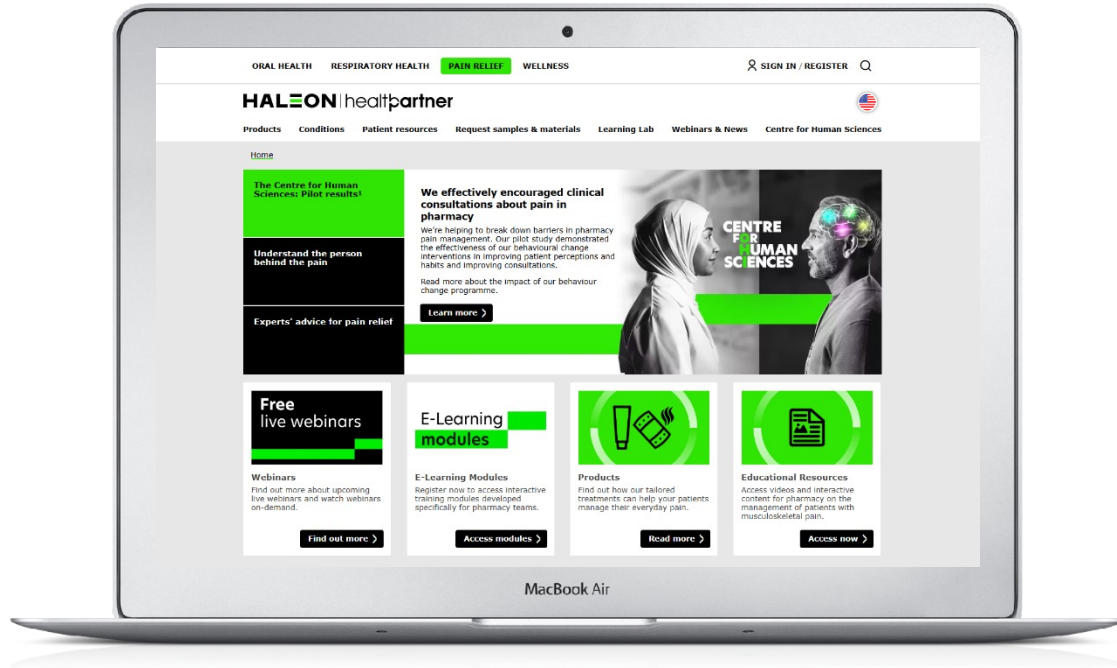 ORAL HEALTH RESPIRATORY HEALTH PAIN RELIEF WELLNESS SIGN IN / REGISTER
HALEON healthpartner
Products Conditions Patient resources Request samples & materials Learning Lab Webinars & News Centre for Human Sciences
Home
The Centre for Human
Sciences: Pilot results¹
Understand the person
behind the pain
Experts' advice for pain relief
We effectively encouraged clinical
consultations about pain in
pharmacy
We're helping to break down barriers in pharmacy
pain management. Our pilot study demonstrated
the effectiveness of our behavioural change
interventions in improving patient perceptions and
habits and improving consultations.
Read more about the impact of our behaviour
change programme.
Learn more
CENTRE
FOR
HUMAN
SCIENCES
Free
live webinars
Webinars
Find out more about upcoming
live webinars and watch webinars
on-demand.
Find out more
E-Learning
modules
E-Learning Modules
Register now to access interactive
training modules developed
specifically for pharmacy teams.
Access modules
Products
Find out how our tailored
treatments can help your patients
manage their everyday pain.
Read more
Educational Resources
Access videos and interactive
content for pharmacy on the
management of patients with
musculoskeletal pain.
Access now
MacBook Air